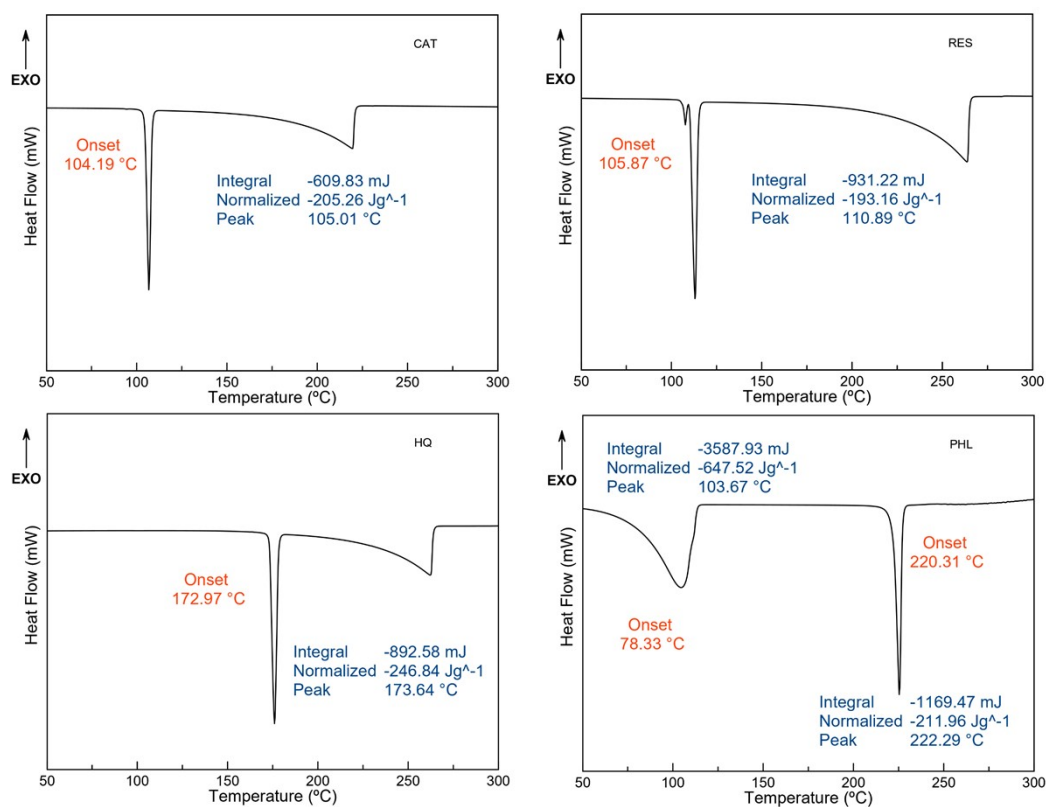 CAT
EXO
Heat Flow (mW)
Onset
104.19 °C
Integral -609.83 mJ
Normalized -205.26 Jg^-1
Peak 105.01 °C
50 100 150 200 250 300
Temperature (ºC)
RES
EXO
Heat Flow (mW)
Onset
105.87 °C
Integral -931.22 mJ
Normalized -193.16 Jg^-1
Peak 110.89 °C
50 100 150 200 250 300
Temperature (ºC)
HQ
EXO
Heat Flow (mW)
Onset
172.97 °C
Integral -892.58 mJ
Normalized -246.84 Jg^-1
Peak 173.64 °C
50 100 150 200 250 300
Temperature (ºC)
PHL
EXO
Heat Flow (mW)
Integral -3587.93 mJ
Normalized -647.52 Jg^-1
Peak 103.67 °C
Onset
220.31 °C
Onset
78.33 °C
Integral -1169.47 mJ
Normalized -211.96 Jg^-1
Peak 222.29 °C
50 100 150 200 250 300
Temperature (ºC)